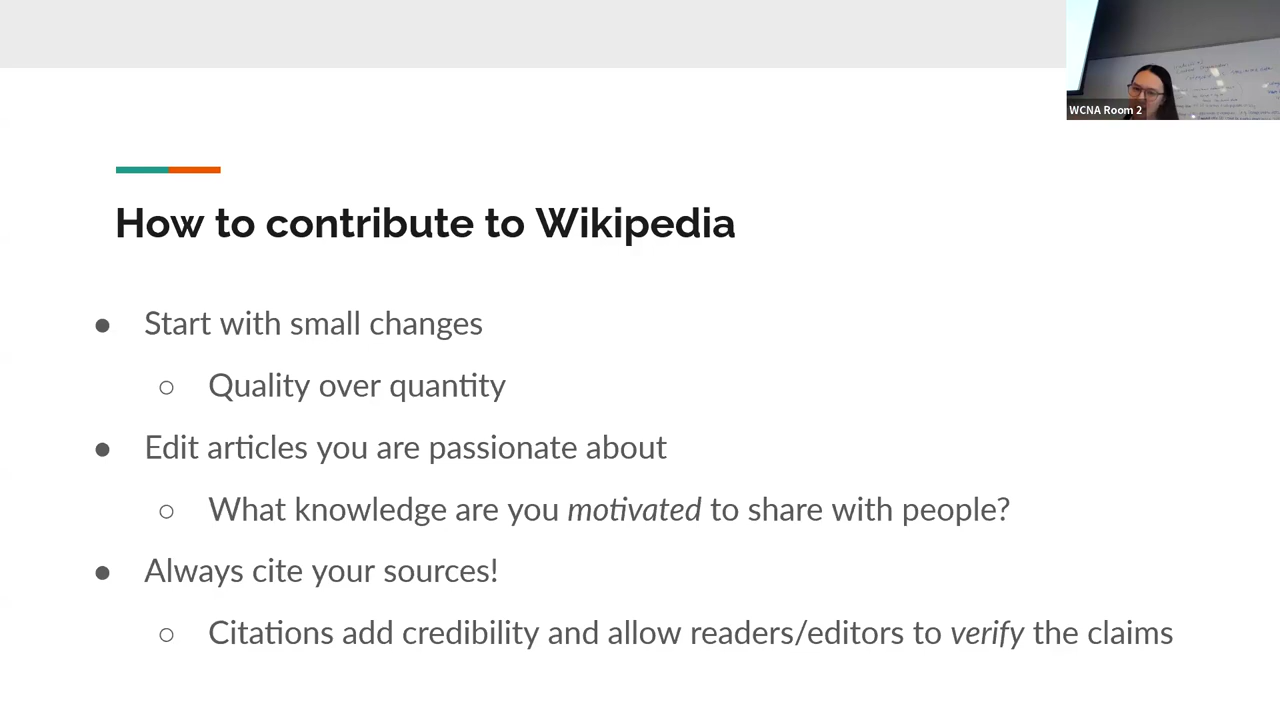 WCNA Room 2
How to contribute to Wikipedia
● Start with small changes
○ Quality over quantity
● Edit articles you are passionate about
○ What knowledge are you motivated to share with people?
● Always cite your sources!
○ Citations add credibility and allow readers/editors to verify the claims